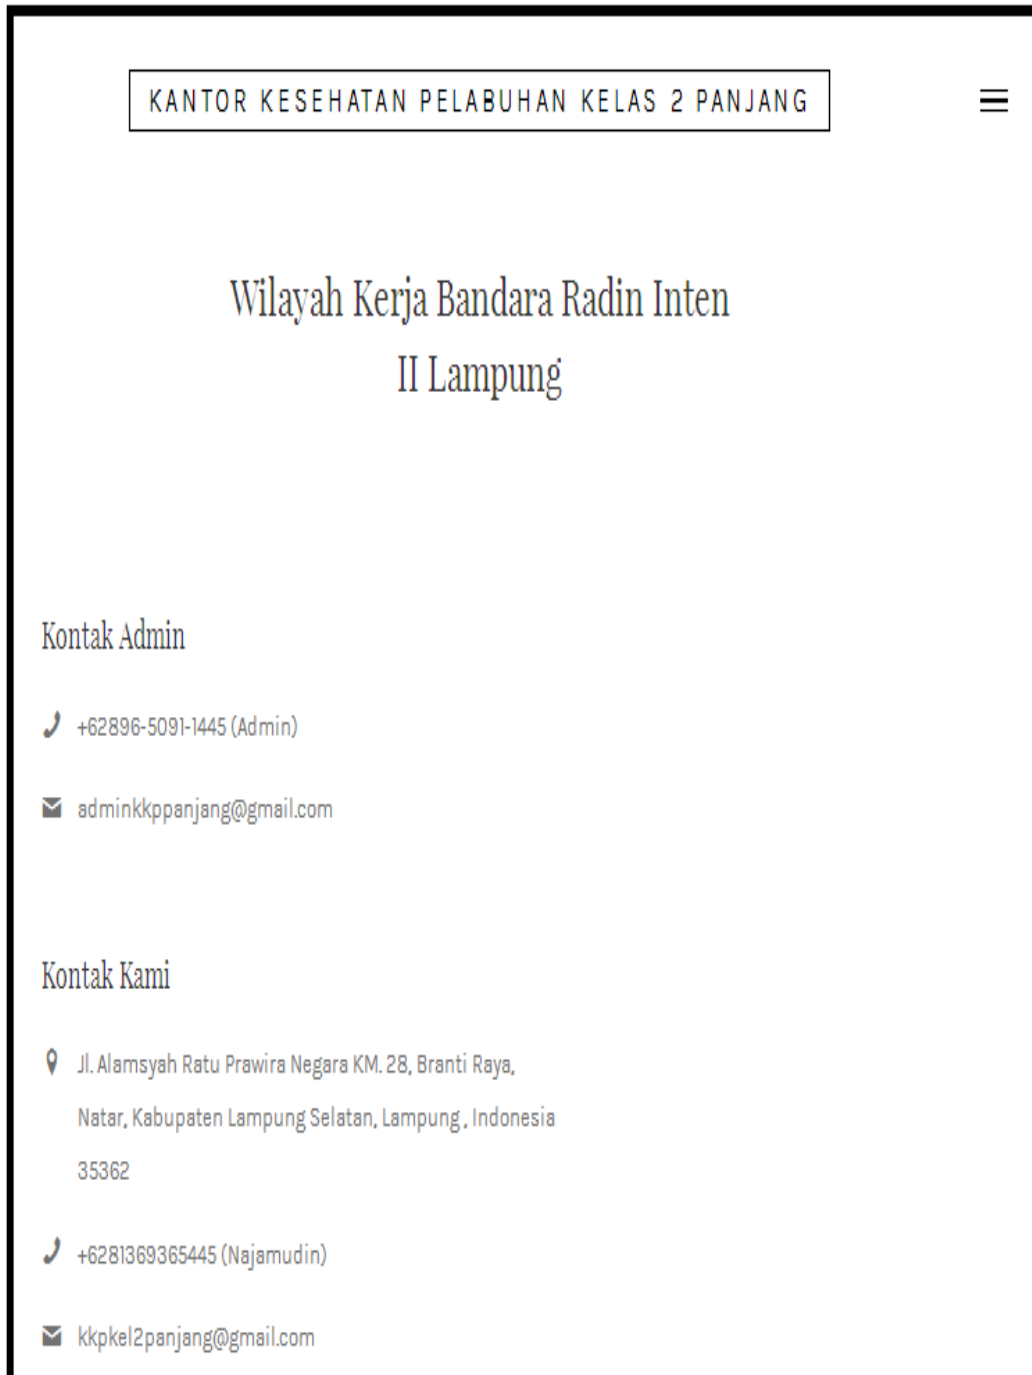 KANTOR KESEHATAN PELABUHAN KELAS 2 PANJANG
Wilayah Kerja Bandara Radin Inten
II Lampung
Kontak Admin
+62896-5091-1445 (Admin)
adminkkppanjang@gmail.com
Kontak Kami
Jl. Alamsyah Ratu Prawira Negara KM. 28, Branti Raya,
Natar, Kabupaten Lampung Selatan, Lampung , Indonesia
35362
+6281369365445 (Najamudin)
kkpkel2panjang@gmail.com